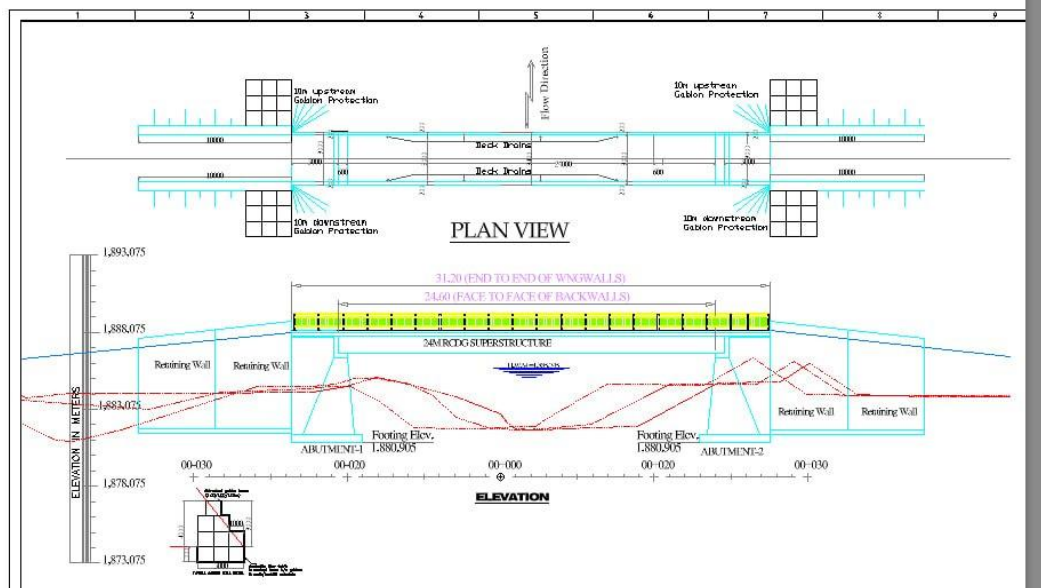 1 2 3 4 5 6 7 8 9
10m upstream
Gabion Protection
10m upstream
Gabion Protection
Flow Direction
10000
10000
Deck Drains
600
600
Deck Drains
10000
10000
10m downstream
Gabion Protection
10m downstream
Gabion Protection
PLAN VIEW
1,893,075
31.20 (END TO END OF WNGWALLS)
24.60 (FACE TO FACE OF BACKWALLS)
1,888,075
24M RCDG SUPERSTRUCTURE
Retaining Wall
Retaining Wall
ELEVATION IN METERS
1,883,075
Retaining Wall
Retaining Wall
Footing Elev.
1,880,905
Footing Elev.
1,880,905
ABUTMENT-1
ABUTMENT-2
00-030
00-020
00-000
00-020
00-030
1,878,075
ELEVATION
1,873,075